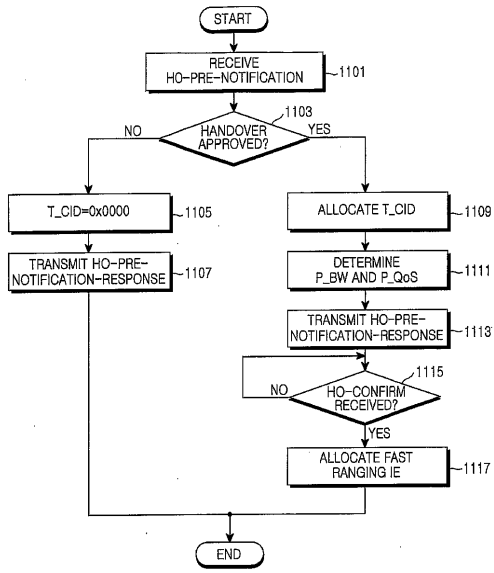 START
RECEIVE
HO-PRE-NOTIFICATION
1101
1103
HANDOVER
APPROVED?
NO
YES
T_CID=0x0000
1105
TRANSMIT HO-PRE-
NOTIFICATION-RESPONSE
1107
ALLOCATE T_CID
1109
DETERMINE
P_BW AND P_QoS
1111
TRANSMIT HO-PRE-
NOTIFICATION-RESPONSE
1113
1115
HO-CONFIRM
RECEIVED?
NO
YES
ALLOCATE FAST
RANGING IE
1117
END